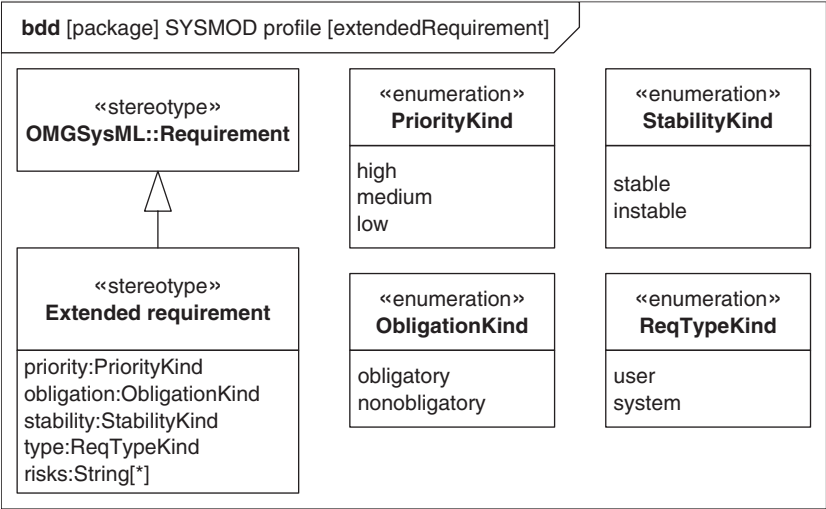 bdd [package] SYSMOD profile [extendedRequirement]
«stereotype»
OMGSysML::Requirement
«stereotype»
Extended requirement
priority:PriorityKind
obligation:ObligationKind
stability:StabilityKind
type:ReqTypeKind
risks:String[*]
«enumeration»
PriorityKind
high
medium
low
«enumeration»
StabilityKind
stable
instable
«enumeration»
ObligationKind
obligatory
nonobligatory
«enumeration»
ReqTypeKind
user
system